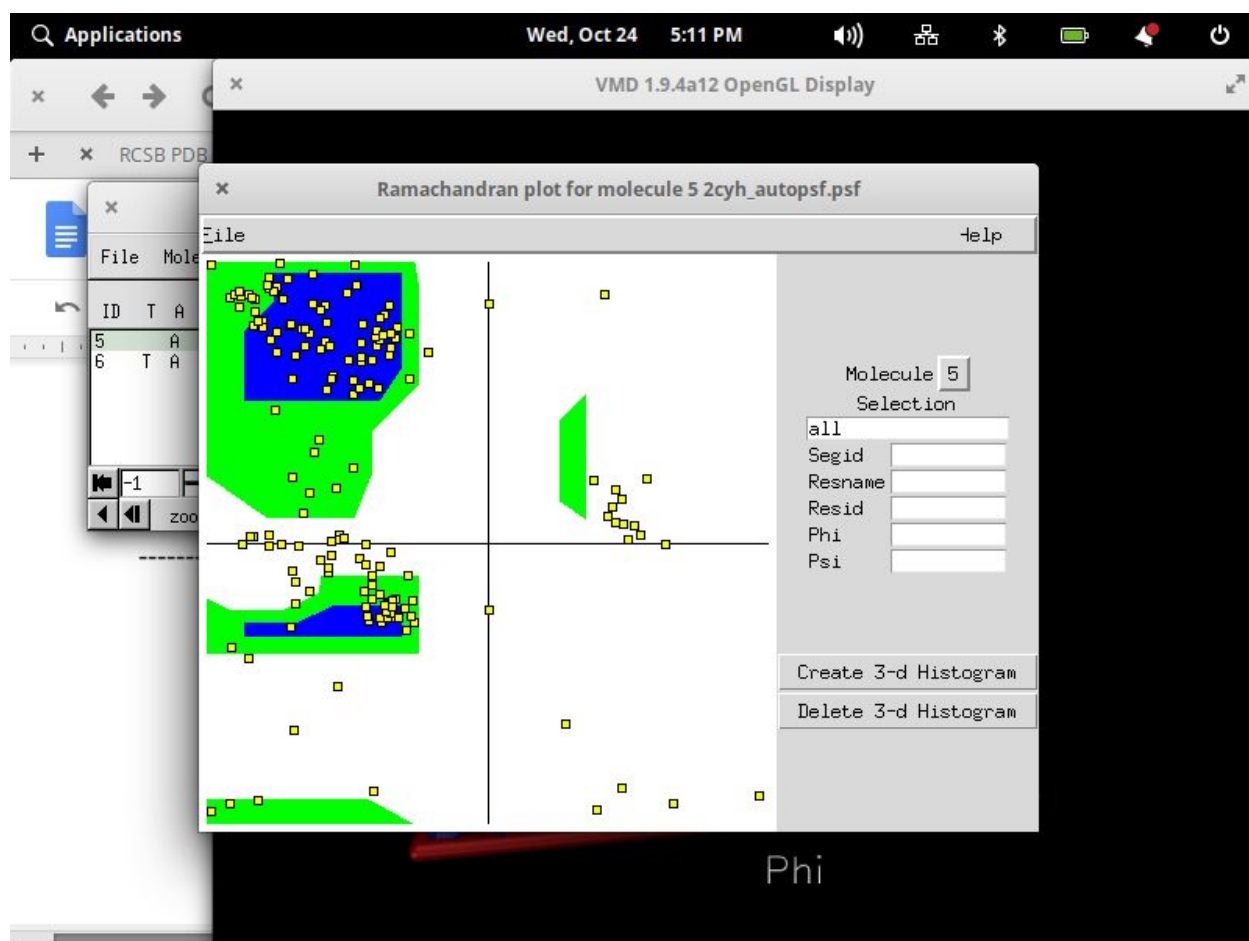 Applications Wed, Oct 24 5:11 PM
VMD 1.9.4a12 OpenGL Display
RCSB PDB
Ramachandran plot for molecule 5 2cyh_autopsf.psf
File Help
File Mole
ID T A
5 A
6 T A
-1
zoo
Molecule 5
Selection
all
Segid
Resname
Resid
Phi
Psi
Create 3-d Histogram
Delete 3-d Histogram
Phi